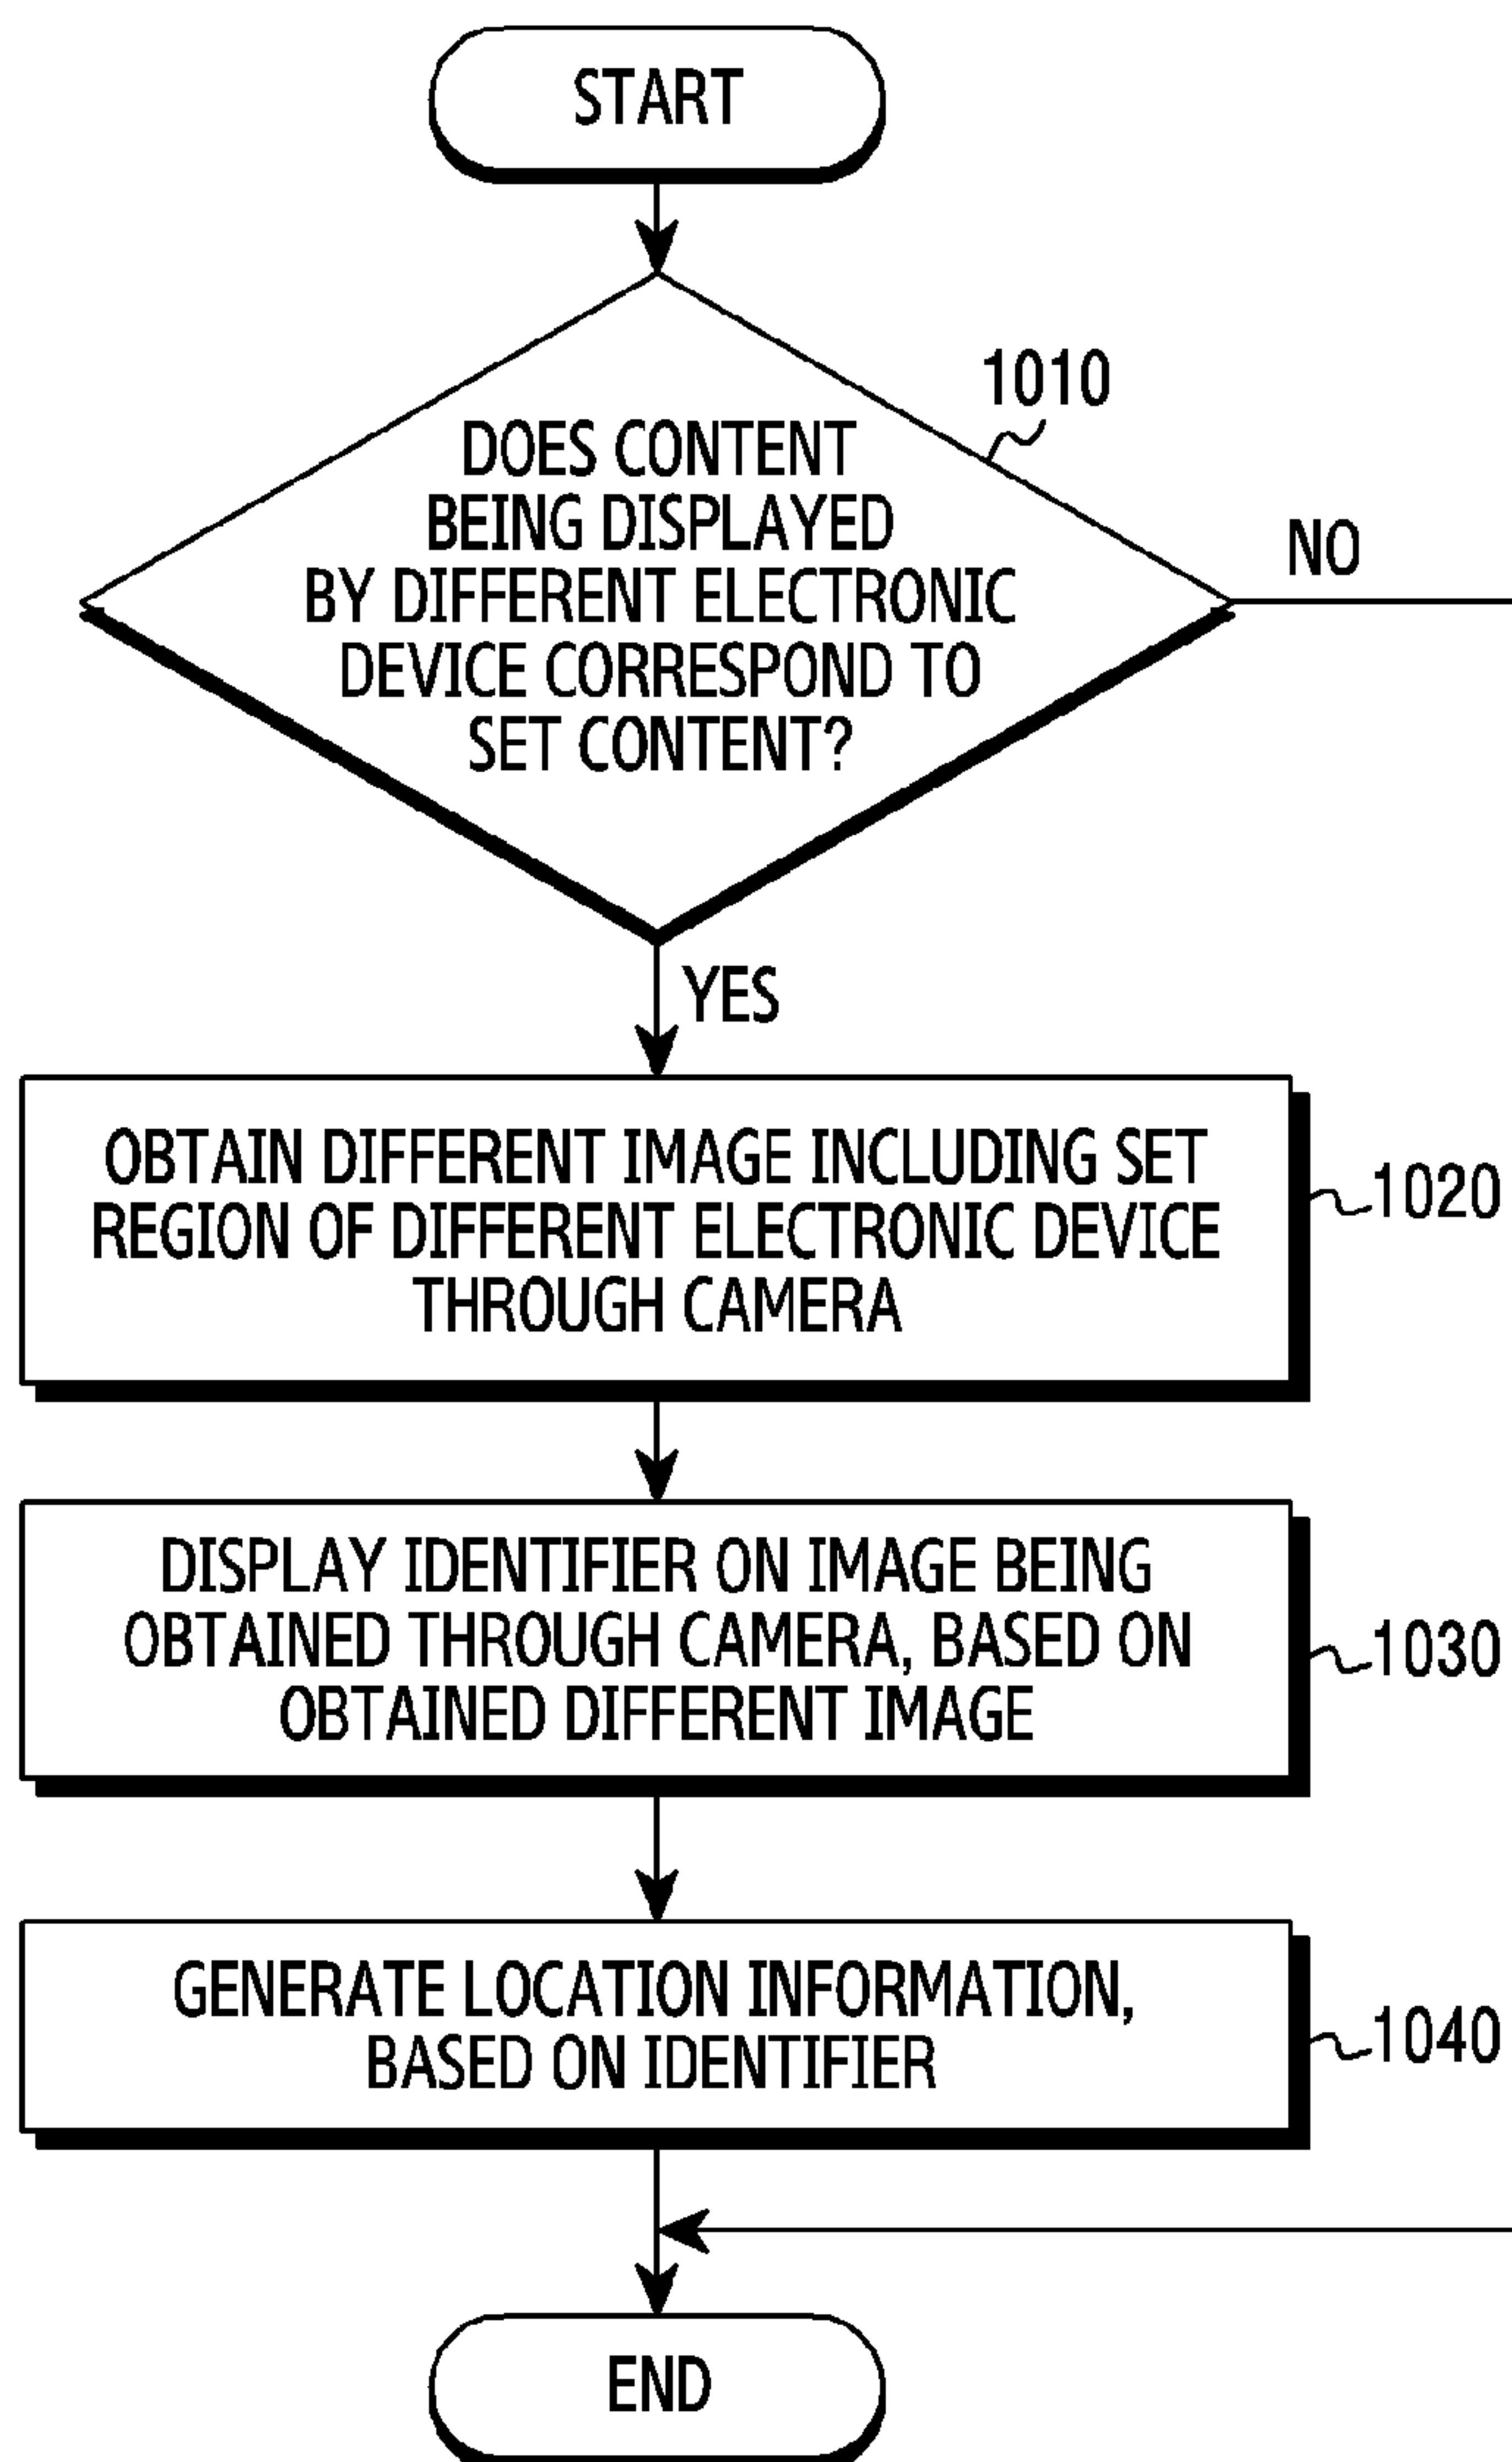 START
1010
DOES CONTENT
BEING DISPLAYED
BY DIFFERENT ELECTRONIC
DEVICE CORRESPOND TO
SET CONTENT?
NO
YES
OBTAIN DIFFERENT IMAGE INCLUDING SET
REGION OF DIFFERENT ELECTRONIC DEVICE
THROUGH CAMERA
1020
DISPLAY IDENTIFIER ON IMAGE BEING
OBTAINED THROUGH CAMERA, BASED ON
OBTAINED DIFFERENT IMAGE
1030
GENERATE LOCATION INFORMATION,
BASED ON IDENTIFIER
1040
END